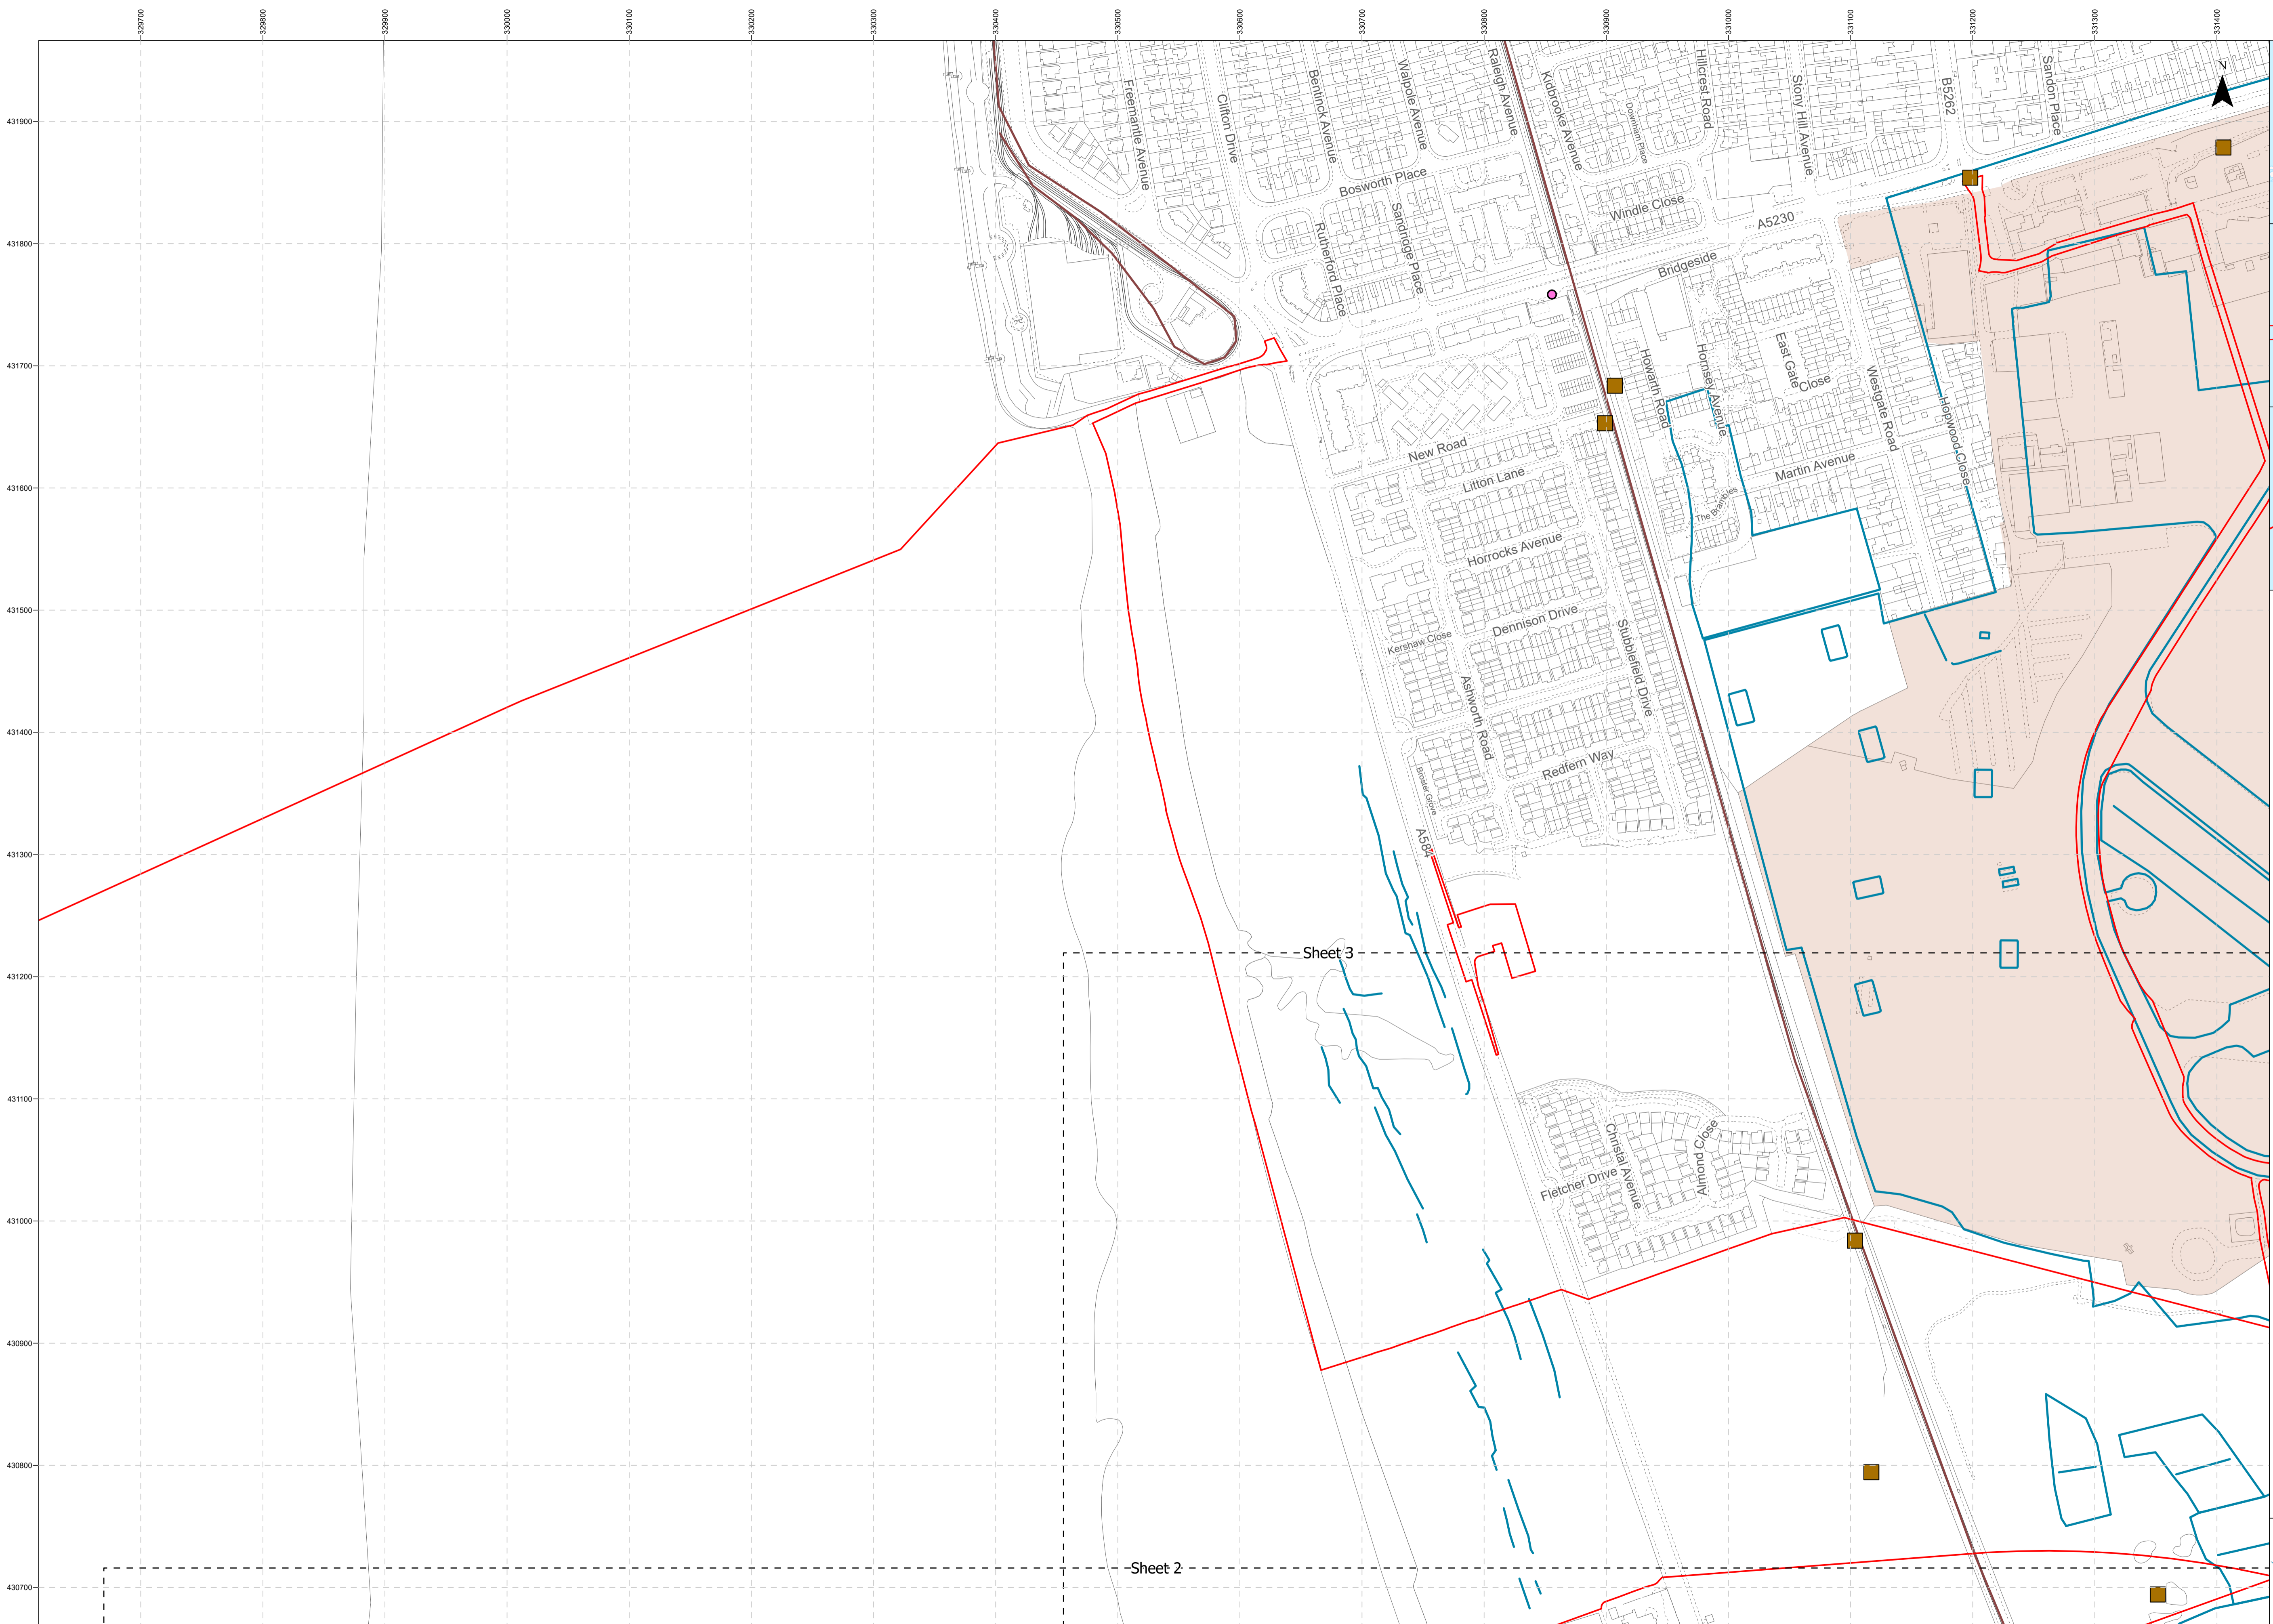 329700
329800
329900
330000
330100
330200
330300
330400
330500
330600
330700
330800
330900
331000
331100
331200
331300
331400
431900
431800
431700
431600
431500
431400
431300
431200
431100
431000
430900
430800
430700
N
Freemantle Avenue
Clifton Drive
Bentinck Avenue
Walpole Avenue
Raleigh Avenue
Kidbrooke Avenue
Downham Place
Hillcrest Road
Stony Hill Avenue
B5262
Sandon Place
Bosworth Place
Sandridge Place
Rutherford Place
Windle Close
A5230
Bridgeside
Howarth Road
Hornsey Avenue
East Gate
Close
Westgate Road
Hopwood Close
New Road
Litton Lane
Martin Avenue
The Brambles
Horrocks Avenue
Dennison Drive
Kershaw Close
Stubblefield Drive
Ashworth Road
Redfern Way
Broster Grove
A584
Sheet 3
Christal Avenue
Almond Close
Fletcher Drive
Sheet 2